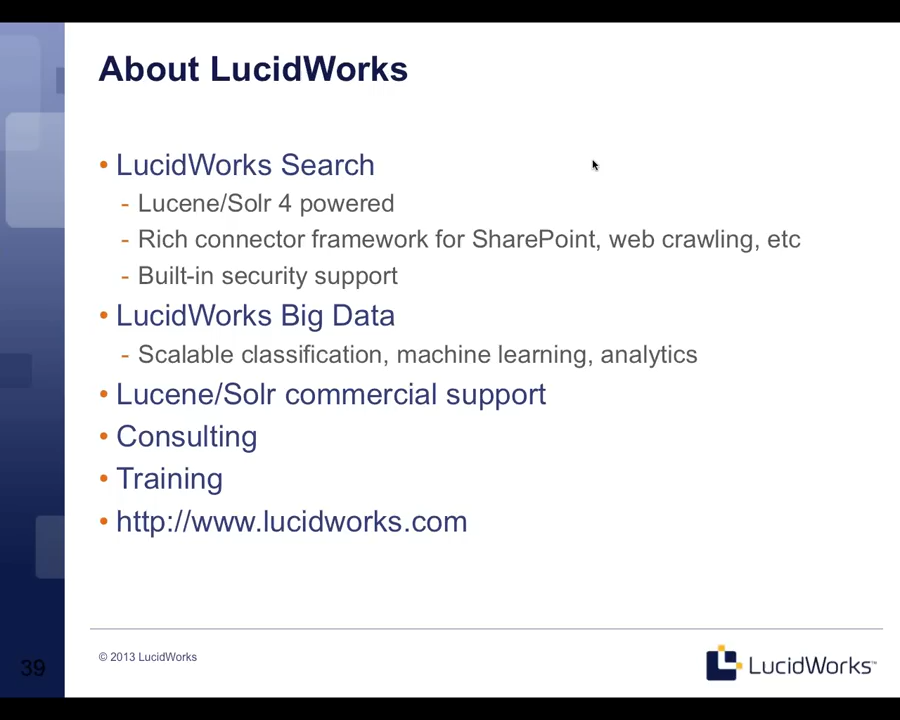 About LucidWorks
• LucidWorks Search
- Lucene/Solr 4 powered
- Rich connector framework for SharePoint, web crawling, etc
- Built-in security support
• LucidWorks Big Data
- Scalable classification, machine learning, analytics
• Lucene/Solr commercial support
• Consulting
• Training
• http://www.lucidworks.com
© 2013 LucidWorks
39
LucidWorks™